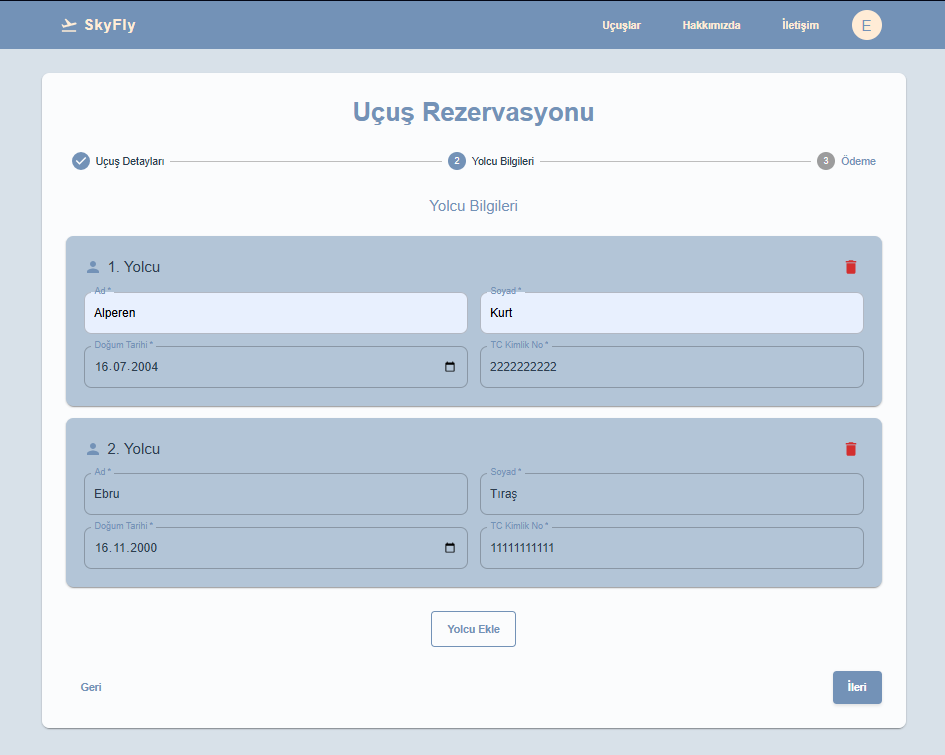 SkyFly Uçuşlar Hakkımızda İletişim E
Uçuş Rezervasyonu
Uçuş Detayları 2 Yolcu Bilgileri 3 Ödeme
Yolcu Bilgileri
1. Yolcu
Ad * Soyad *
Alperen Kurt
Doğum Tarihi * TC Kimlik No *
16.07.2004 2222222222
2. Yolcu
Ad * Soyad *
Ebru Tıraş
Doğum Tarihi * TC Kimlik No *
16.11.2000 11111111111
Yolcu Ekle
Geri İleri